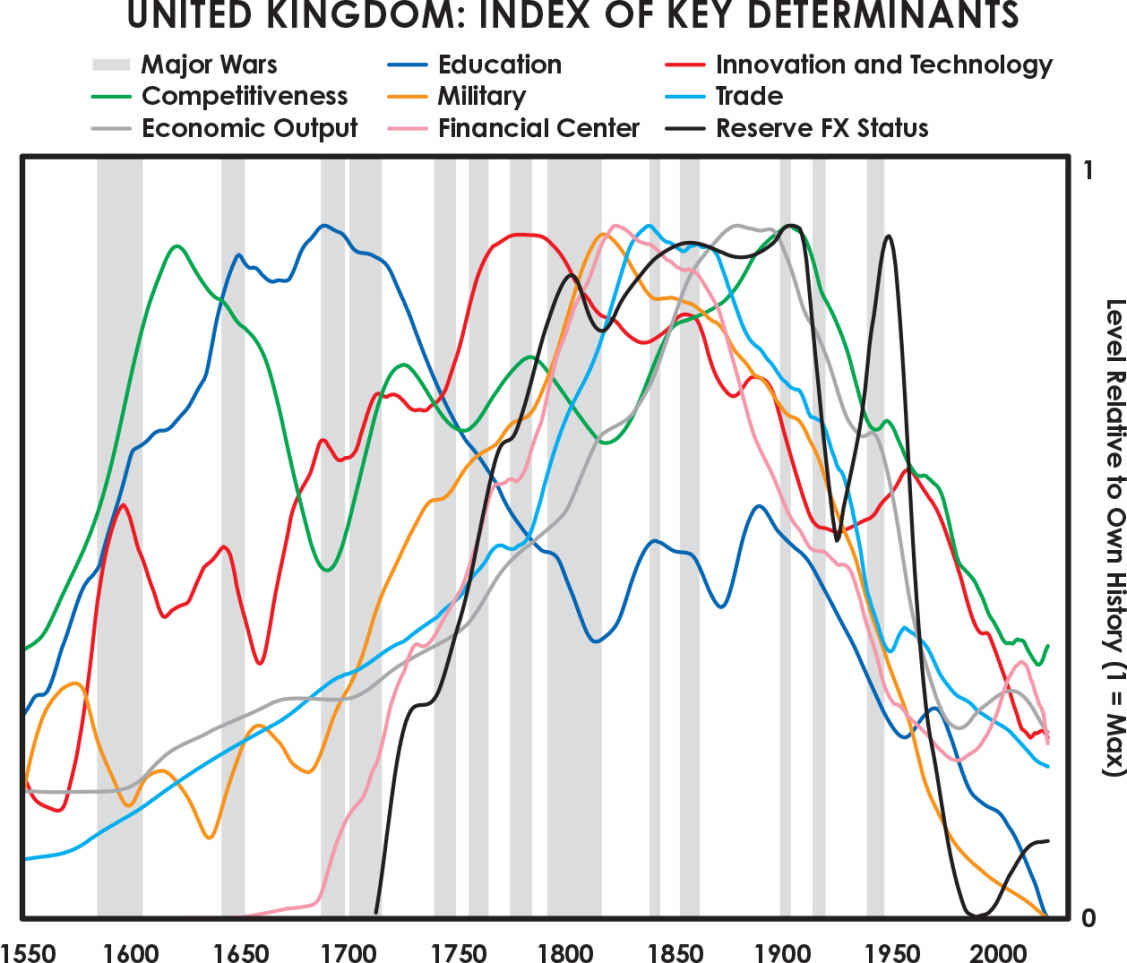 UNITED KINGDOM: INDEX OF KEY DETERMINANTS
Major Wars Education Innovation and Technology
Competitiveness Military Trade
Economic Output Financial Center Reserve FX Status
1
Level Relative to Own History (1 = Max)
0
1550 1600 1650 1700 1750 1800 1850 1900 1950 2000